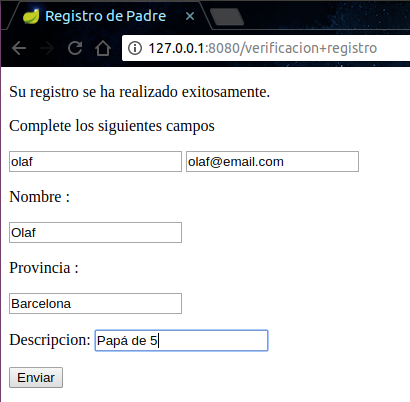 Registro de Padre
127.0.0.1:8080/verificacion+registro
Su registro se ha realizado exitosamente.
Complete los siguientes campos
olaf olaf@email.com
Nombre :
Olaf
Provincia :
Barcelona
Descripcion: Papá de 5
Enviar